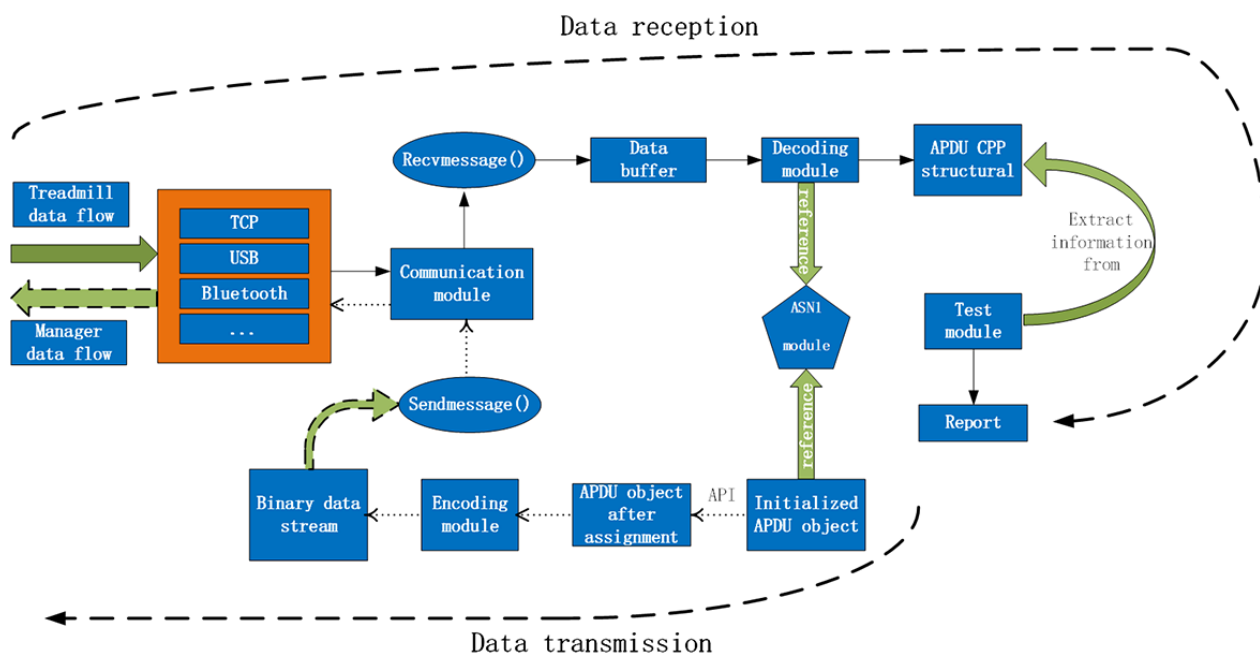 Data reception
Recvmessage()
Data
buffer
Decoding
module
APDU CPP
structural
Treadmill
data flow
TCP
USB
Bluetooth
...
Manager
data flow
Communication
module
reference
Extract
information
from
ASN1
module
Test
module
Sendmessage()
reference
Report
Binary data
stream
Encoding
module
APDU object
after
assignment
API
Initialized
APDU object
Data transmission